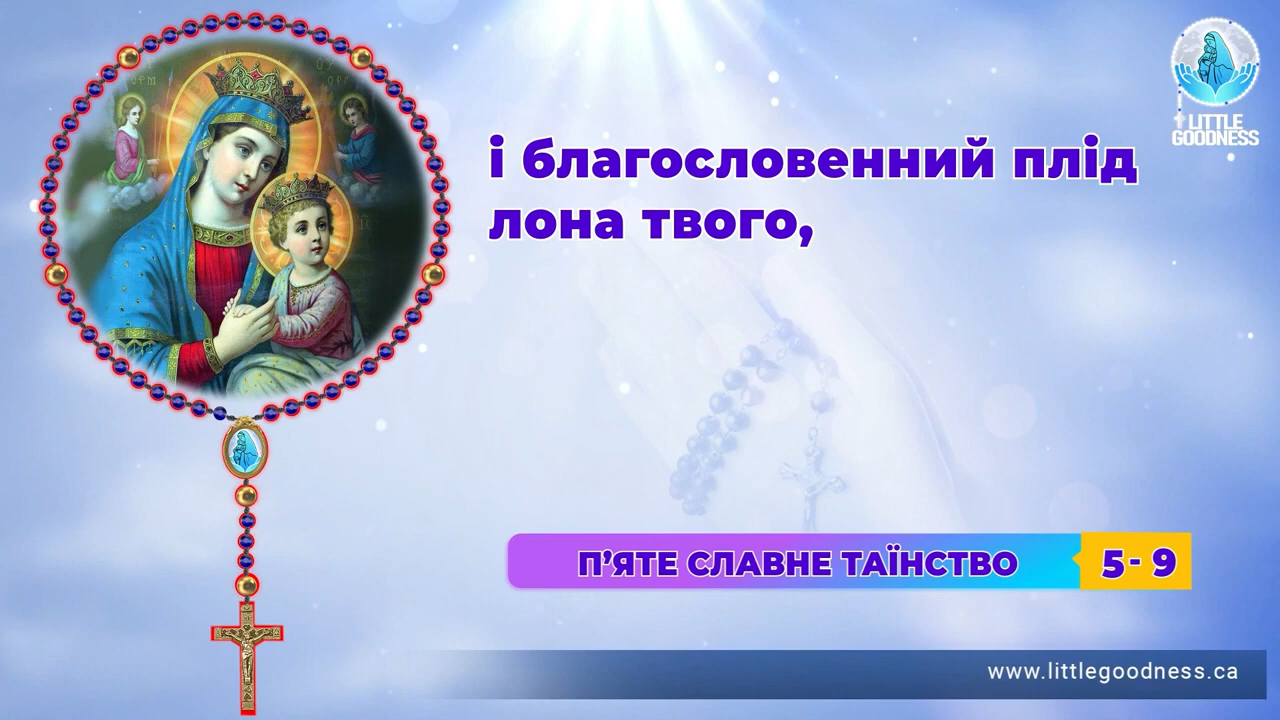 і благословенний плід
лона твого,
LITTLE
GOODNESS
П’ЯТЕ СЛАВНЕ ТАЇНСТВО
5 - 9
www.littlegoodness.ca